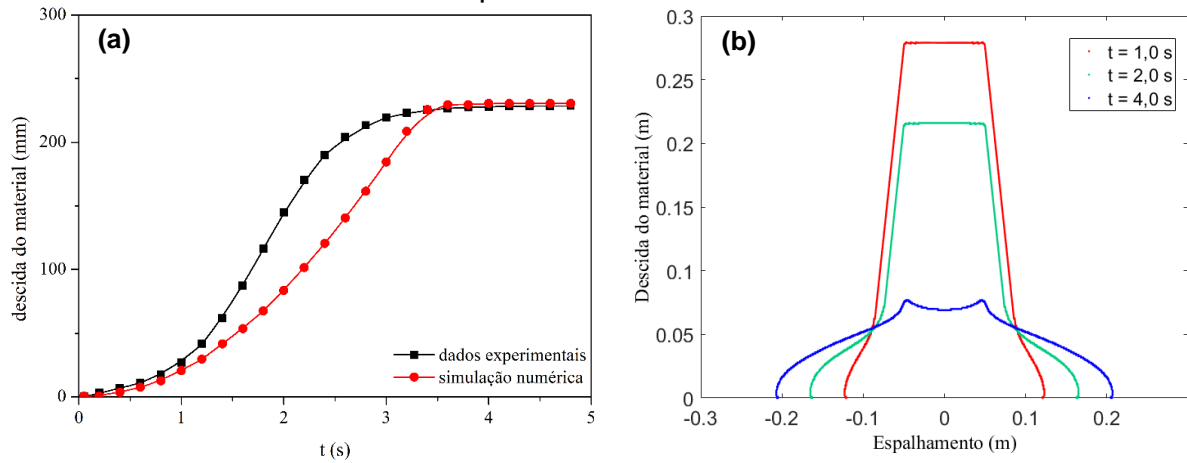 (a)
300
200
100
0
descida do material (mm)
dados experimentais
simulação numérica
0 1 2 3 4 5
t (s)
(b)
0.3
0.25
0.2
0.15
0.1
0.05
0
Descida do material (m)
t = 1,0 s
t = 2,0 s
t = 4,0 s
-0.3 -0.2 -0.1 0 0.1 0.2
Espalhamento (m)